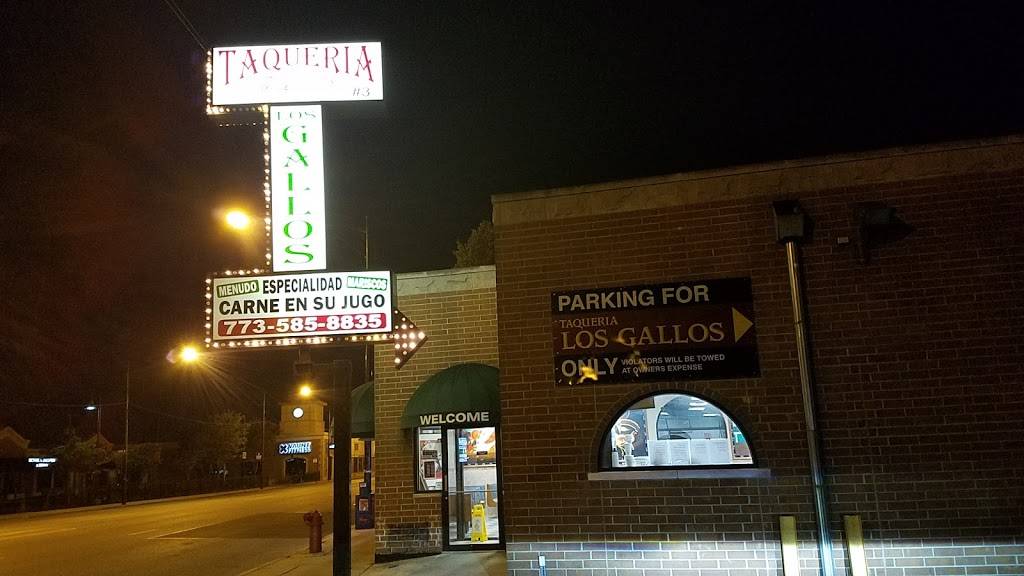 TAQUERIA
#3
LOS
GALLOS
MENUDO ESPECIALIDAD MARISCOS
CARNE EN SU JUGO
773-585-8835
PARKING FOR
TAQUERIA
LOS GALLOS
ONLY VIOLATORS WILL BE TOWED
AT OWNERS EXPENSE
WELCOME
FITNESS